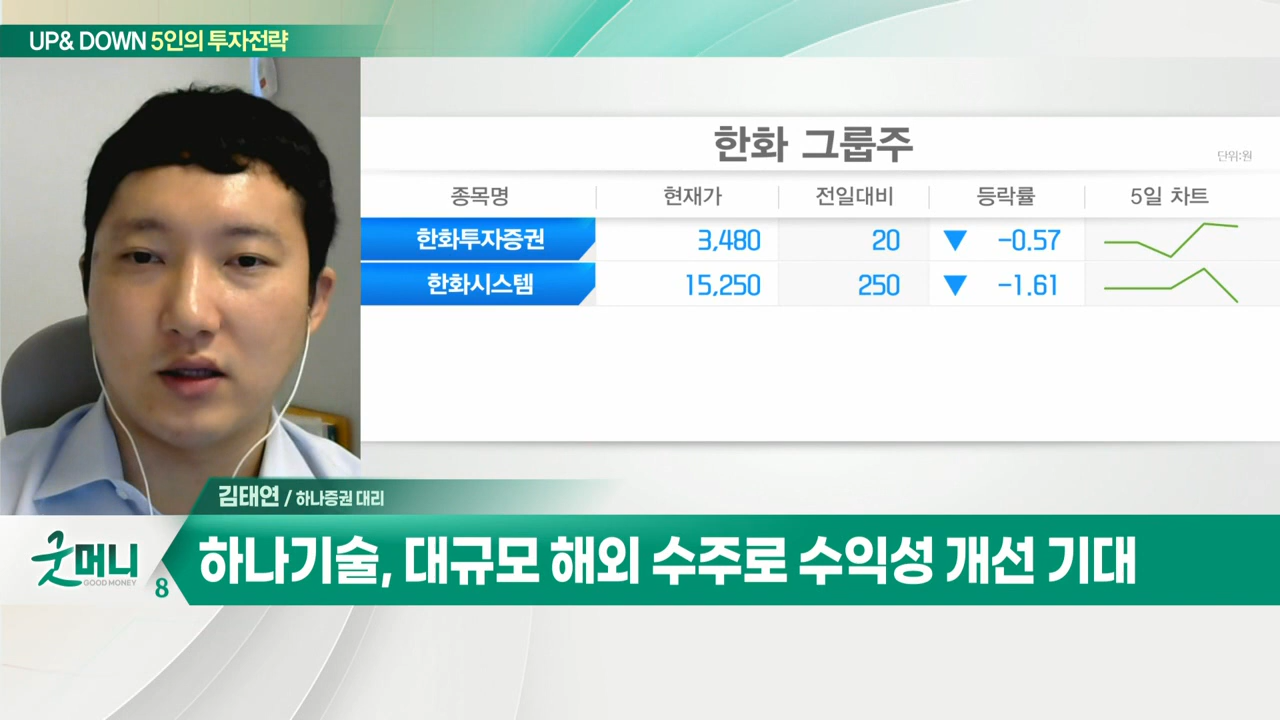 UP& DOWN 5인의 투자전략
한화 그룹주
단위:원
종목명 현재가 전일대비 등락률 5일 차트
한화투자증권 3,480 20 ▼ -0.57
한화시스템 15,250 250 ▼ -1.61
김태연 / 하나증권 대리
굿머니
GOOD MONEY
8
하나기술, 대규모 해외 수주로 수익성 개선 기대